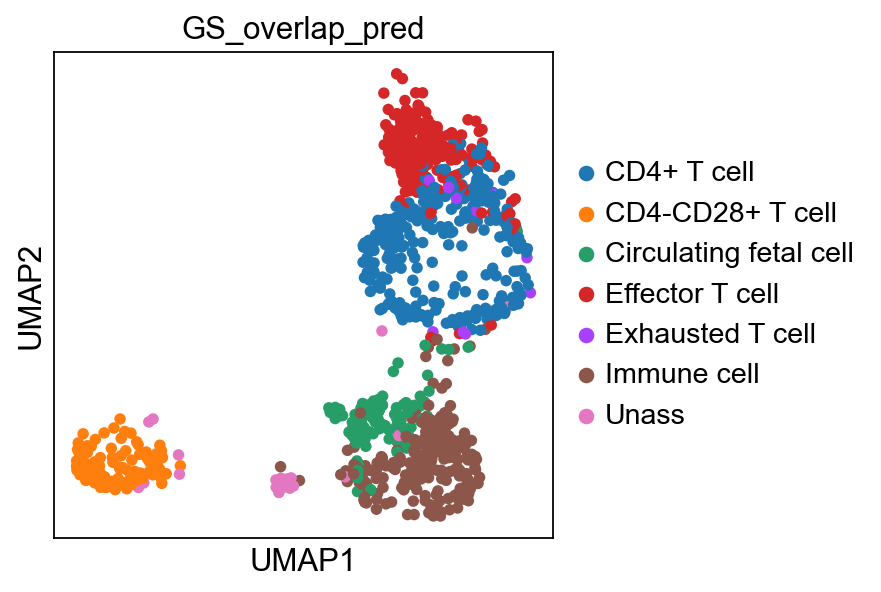 GS_overlap_pred
UMAP2
UMAP1
CD4+ T cell
CD4-CD28+ T cell
Circulating fetal cell
Effector T cell
Exhausted T cell
Immune cell
Unass